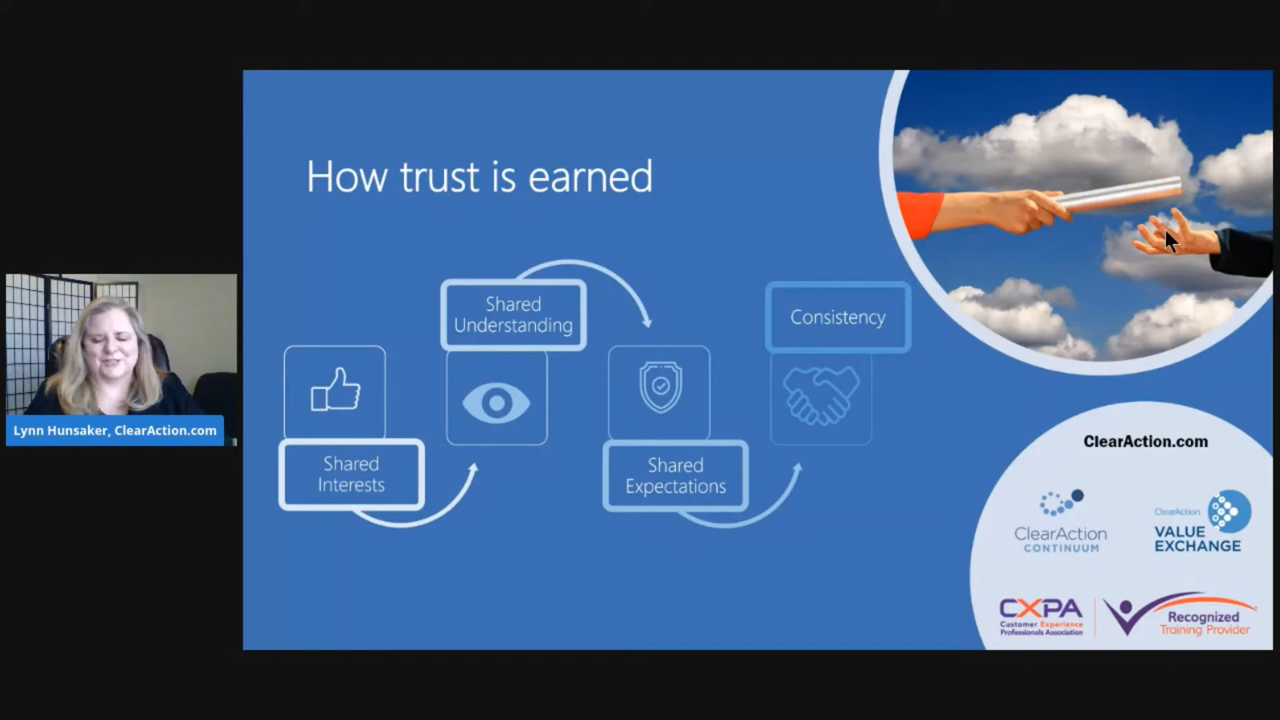 How trust is earned
Shared
Understanding
Consistency
Shared
Interests
Shared
Expectations
Lynn Hunsaker, ClearAction.com
ClearAction.com
ClearAction
CONTINUUM
ClearAction
VALUE
EXCHANGE
CXPA
Customer Experience
Professionals Association
Recognized
Training Provider